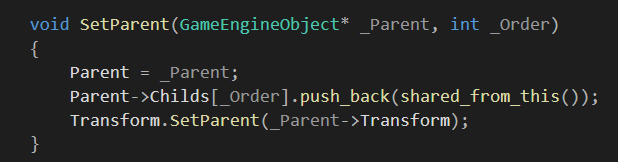 void SetParent(GameEngineObject* _Parent, int _Order)
{
    Parent = _Parent;
    Parent->Childs[_Order].push_back(shared_from_this());
    Transform.SetParent(_Parent->Transform);
}